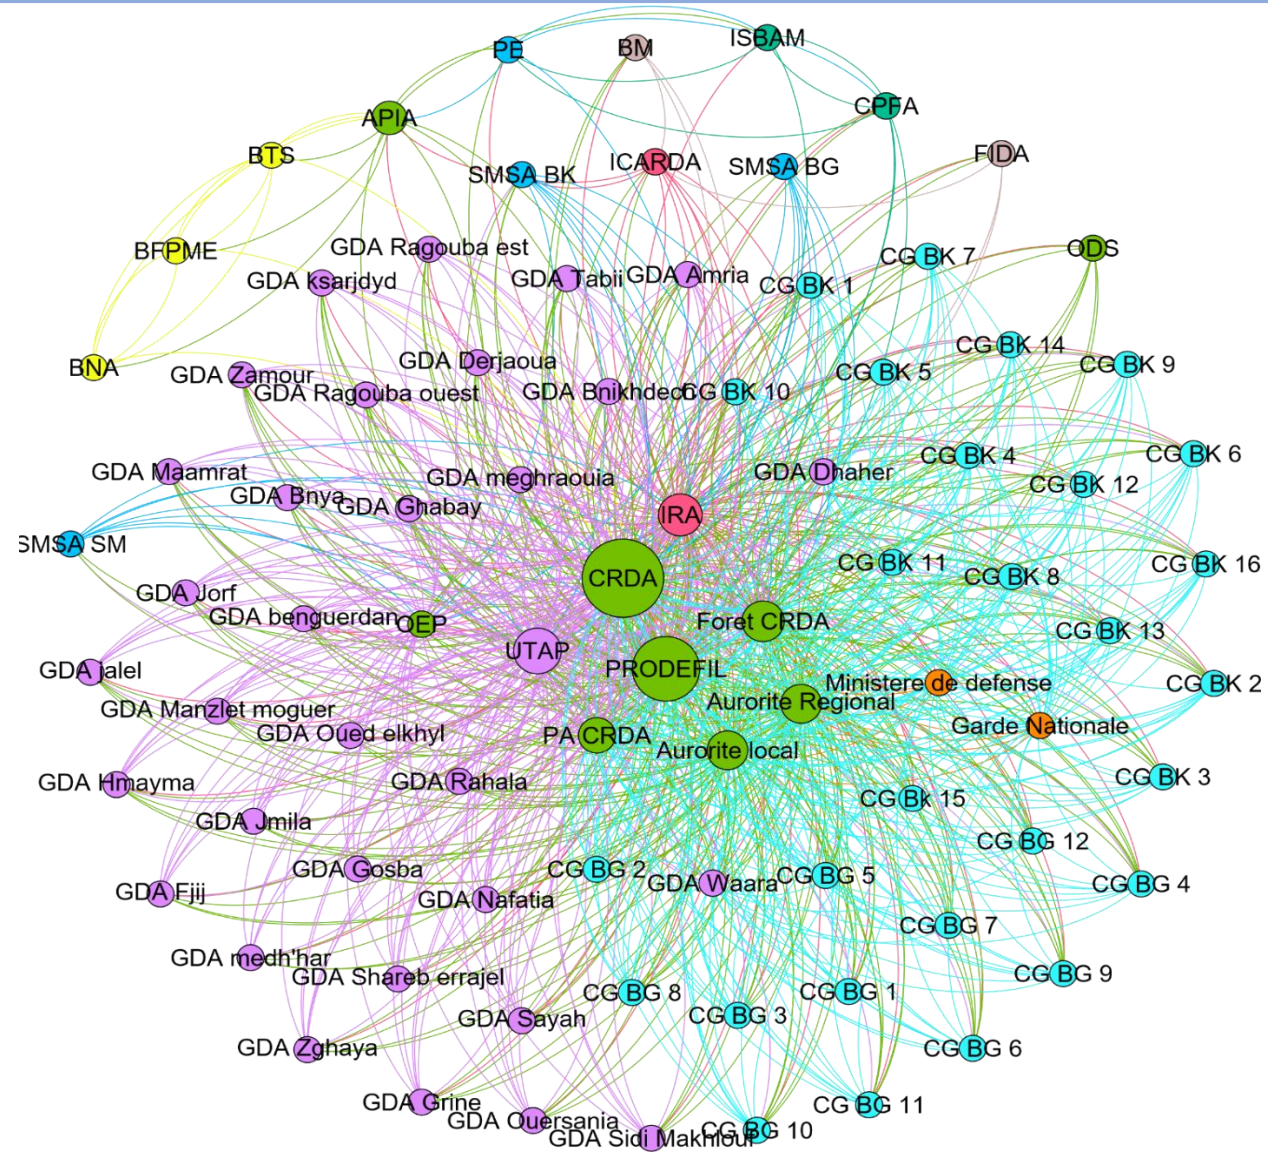 PE
BM
ISBAM
APIA
CPFA
BTS
SMSA BK
ICARDA
SMSA BG
FIDA
BFPME
GDA Ragouba est
GDA ksarjdyd
GDA Tabii
GDA Amria
CG BK 1
CG BK 7
ODS
BNA
GDA Zamour
GDA Derjaoua
GDA Ragouba ouest
GDA Bnikhdech
CG BK 10
CG BK 5
CG BK 14
CG BK 9
GDA Maamrat
GDA Bnya
GDA Ghabay
GDA meghraouia
GDA Dhaher
CG BK 4
CG BK 12
CG BK 6
IRA
SMSA SM
CRDA
CG BK 11
CG BK 8
CG BK 16
GDA Jorf
GDA benguerdan
OEP
UTAP
Foret CRDA
CG BK 13
GDA jalel
PRODEFIL
Ministere de defense
CG BK 2
GDA Manzlet moguer
GDA Oued elkhyl
PA CRDA
Aurorite Regional
Aurorite local
Garde Nationale
GDA Hmayma
GDA Rahala
CG BK 3
GDA Jmila
CG Bk 15
CG BG 12
GDA Fjij
GDA Gosba
GDA Nafatia
CG BG 2
GDA Waara
CG BG 5
CG BG 4
CG BG 7
GDA medh'har
GDA Shareb errajel
CG BG 8
CG BG 3
CG BG 1
CG BG 9
GDA Sayah
GDA Zghaya
CG BG 6
GDA Grine
GDA Ouersania
GDA Sidi Makhlouf
CG BG 10
CG BG 11